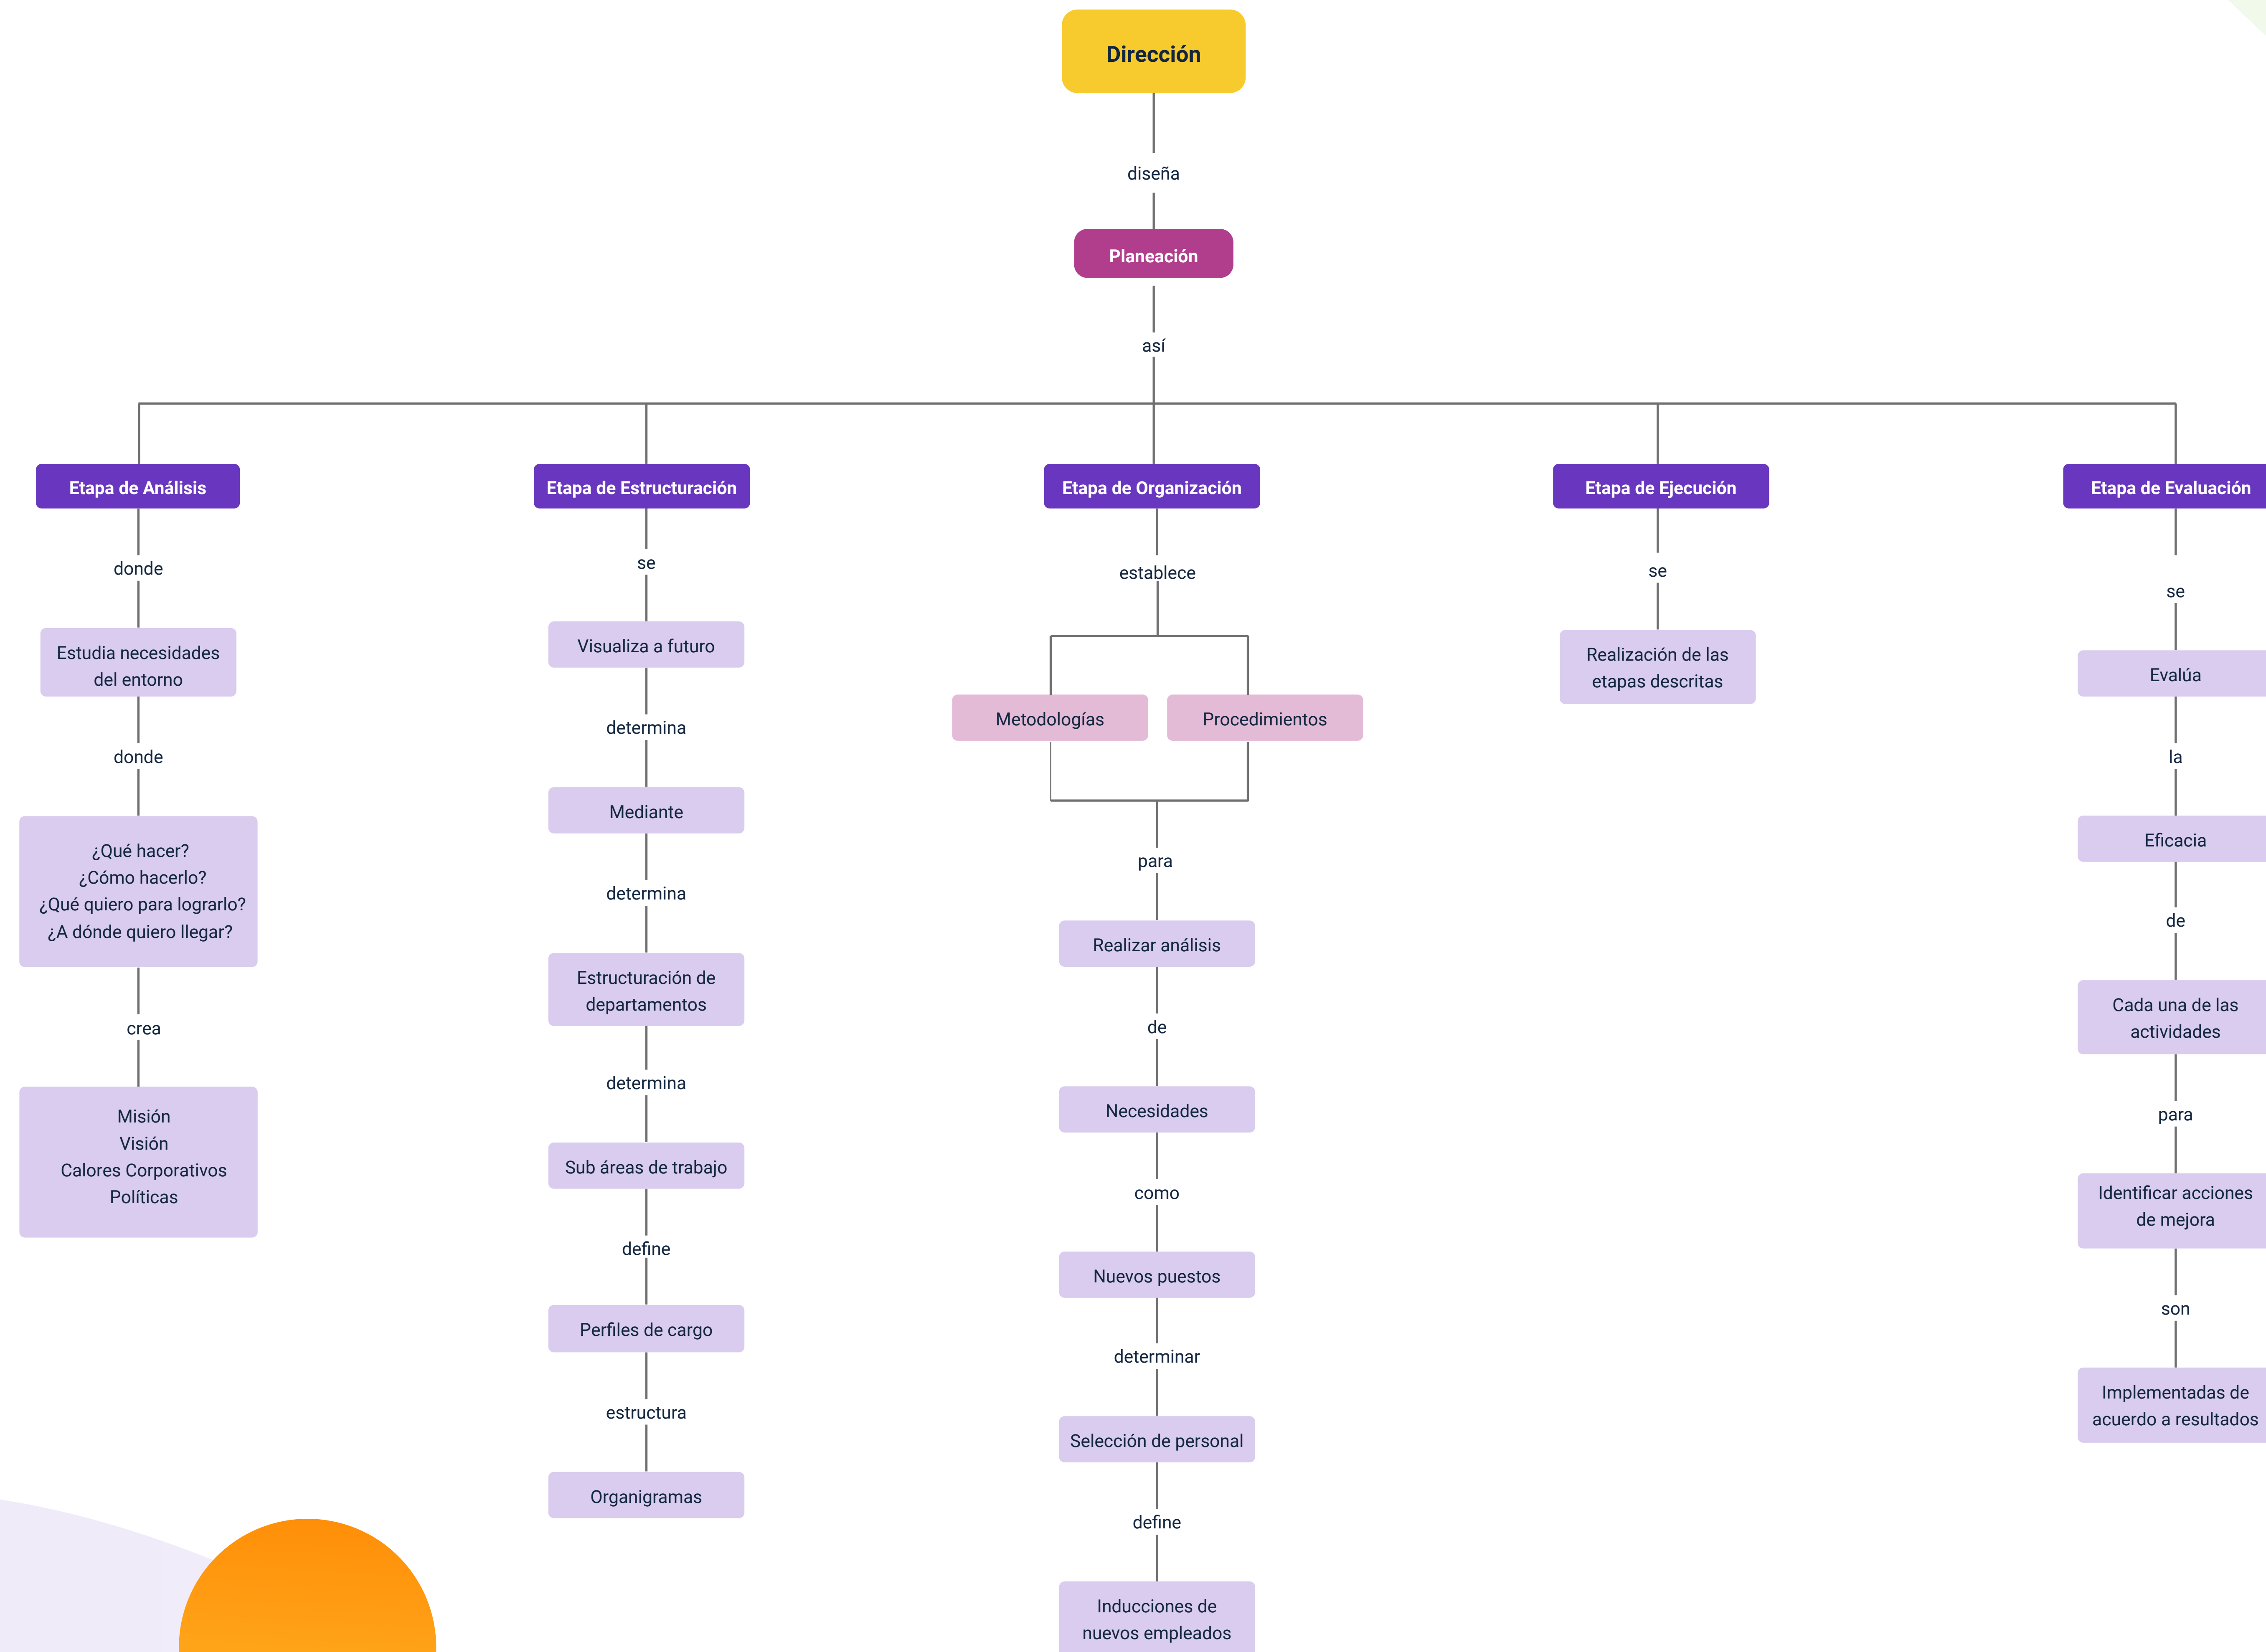 Dirección
diseña
Planeación
así
Etapa de Análisis
donde
Estudia necesidades
del entorno
donde
¿Qué hacer?
¿Cómo hacerlo?
¿Qué quiero para lograrlo?
¿A dónde quiero llegar?
crea
Misión
Visión
Calores Corporativos
Políticas
Etapa de Estructuración
se
Visualiza a futuro
determina
Mediante
determina
Estructuración de
departamentos
determina
Sub áreas de trabajo
define
Perfiles de cargo
estructura
Organigramas
Etapa de Organización
establece
Metodologías
Procedimientos
para
Realizar análisis
de
Necesidades
como
Nuevos puestos
determinar
Selección de personal
define
Inducciones de
nuevos empleados
Etapa de Ejecución
se
Realización de las
etapas descritas
Etapa de Evaluación
se
Evalúa
la
Eficacia
de
Cada una de las
actividades
para
Identificar acciones
de mejora
son
Implementadas de
acuerdo a resultados